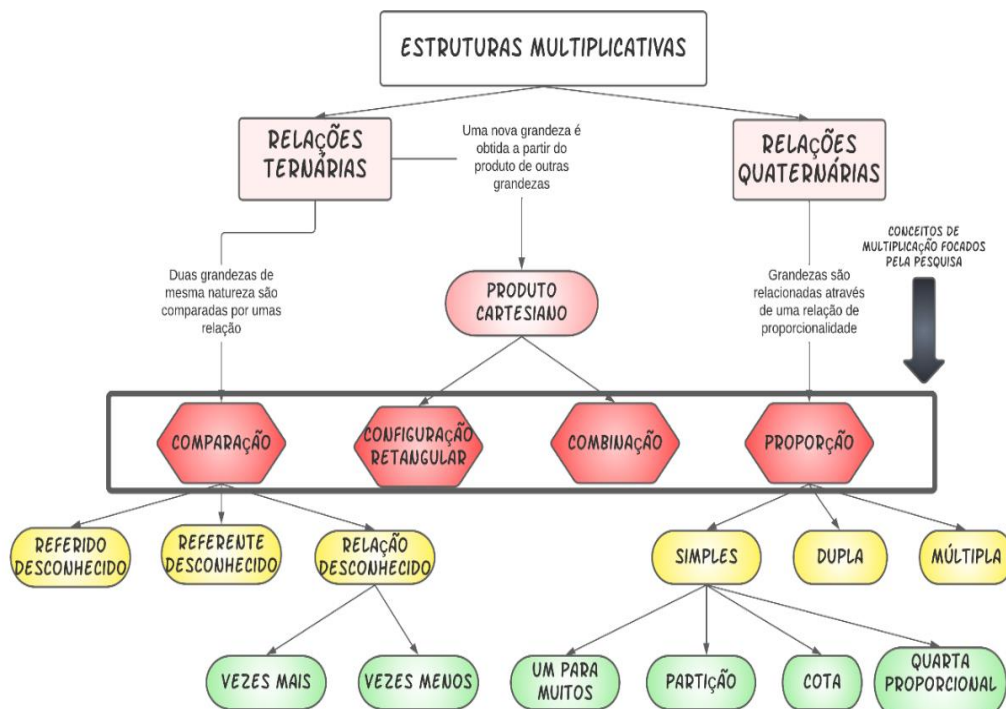 ESTRUTURAS MULTIPLICATIVAS
RELAÇÕES
TERNÁRIAS
Uma nova grandeza é
obtida a partir do
produto de outras
grandezas
RELAÇÕES
QUATERNÁRIAS
CONCEITOS DE
MULTIPLICAÇÃO FOCADOS
PELA PESQUISA
Duas grandezas de
mesma natureza são
comparadas por umas
relação
PRODUTO
CARTESIANO
Grandezas são
relacionadas através
de uma relação de
proporcionalidade
COMPARAÇÃO
CONFIGURAÇÃO
RETANGULAR
COMBINAÇÃO
PROPORÇÃO
REFERIDO
DESCONHECIDO
REFERENTE
DESCONHECIDO
RELAÇÃO
DESCONHECIDO
SIMPLES
DUPLA
MÚLTIPLA
VEZES MAIS
VEZES MENOS
UM PARA
MUITOS
PARTIÇÃO
COTA
QUARTA
PROPORCIONAL